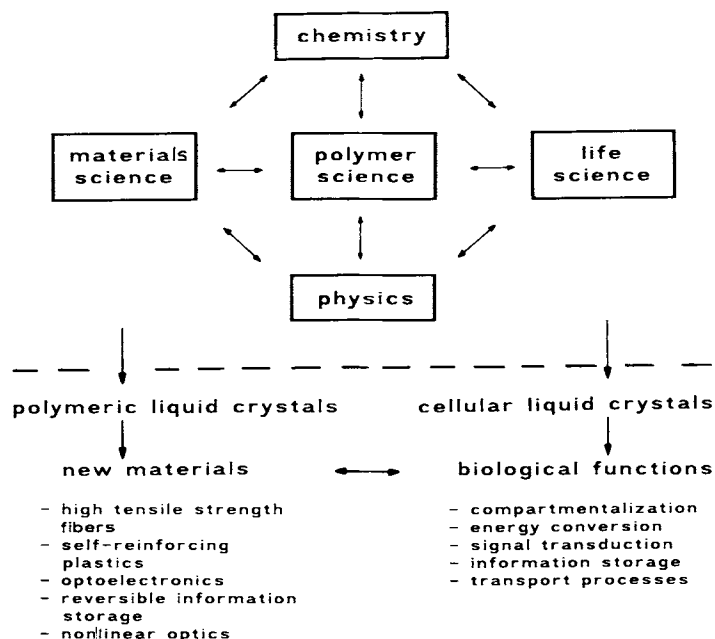 chemistry
materials
science
polymer
science
life
science
physics
polymeric liquid crystals
cellular liquid crystals
new materials
biological functions
- high tensile strength
fibers
- self-reinforcing
plastics
- optoelectronics
- reversible information
storage
- nonlinear optics
- compartmentalization
- energy conversion
- signal transduction
- information storage
- transport processes